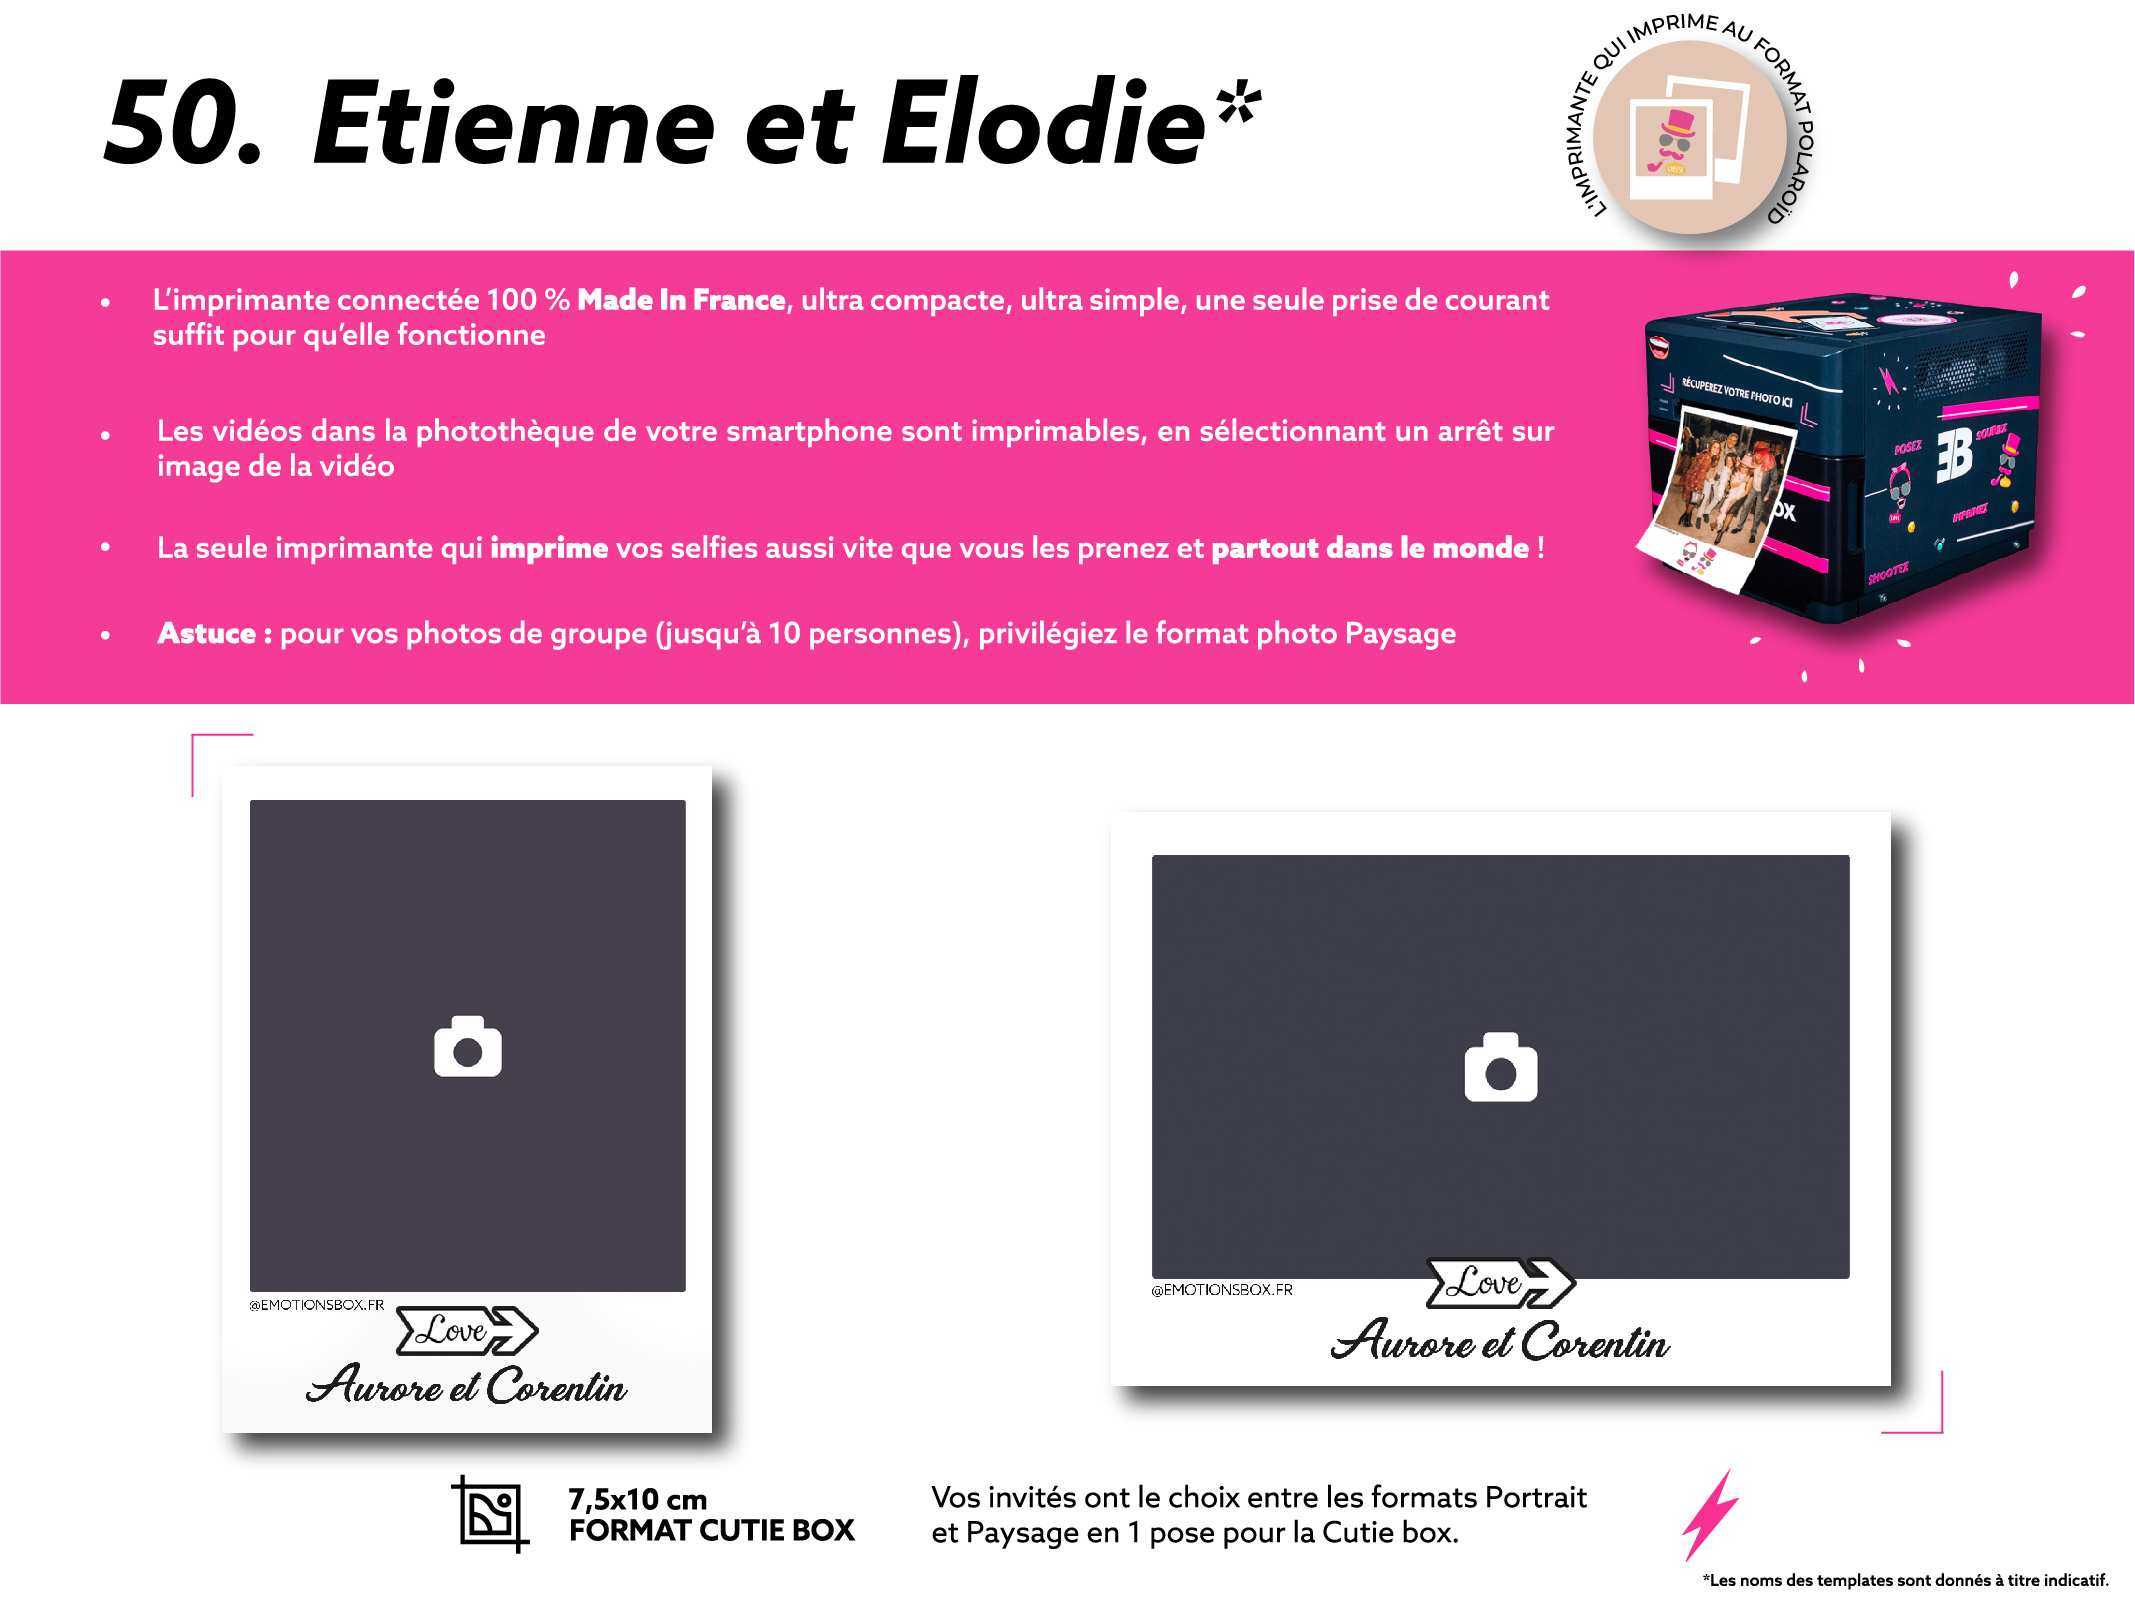 50. Etienne et Elodie*
L'IMPRIMANTE QUI IMPRIME AU FORMAT POLAROÏD
• L’imprimante connectée 100 % Made In France, ultra compacte, ultra simple, une seule prise de courant
suffit pour qu’elle fonctionne
• Les vidéos dans la photothèque de votre smartphone sont imprimables, en sélectionnant un arrêt sur
image de la vidéo
• La seule imprimante qui imprime vos selfies aussi vite que vous les prenez et partout dans le monde !
• Astuce : pour vos photos de groupe (jusqu’à 10 personnes), privilégiez le format photo Paysage
RÉCUPEREZ VOTRE PHOTO ICI
POSEZ
EB
SOURIEZ
IMPRIMEZ
SHOOTEZ
OX
@EMOTIONSBOX.FR
Love
Aurore et Corentin
@EMOTIONSBOX.FR
Love
Aurore et Corentin
7,5x10 cm
FORMAT CUTIE BOX
Vos invités ont le choix entre les formats Portrait
et Paysage en 1 pose pour la Cutie box.
*Les noms des templates sont donnés à titre indicatif.